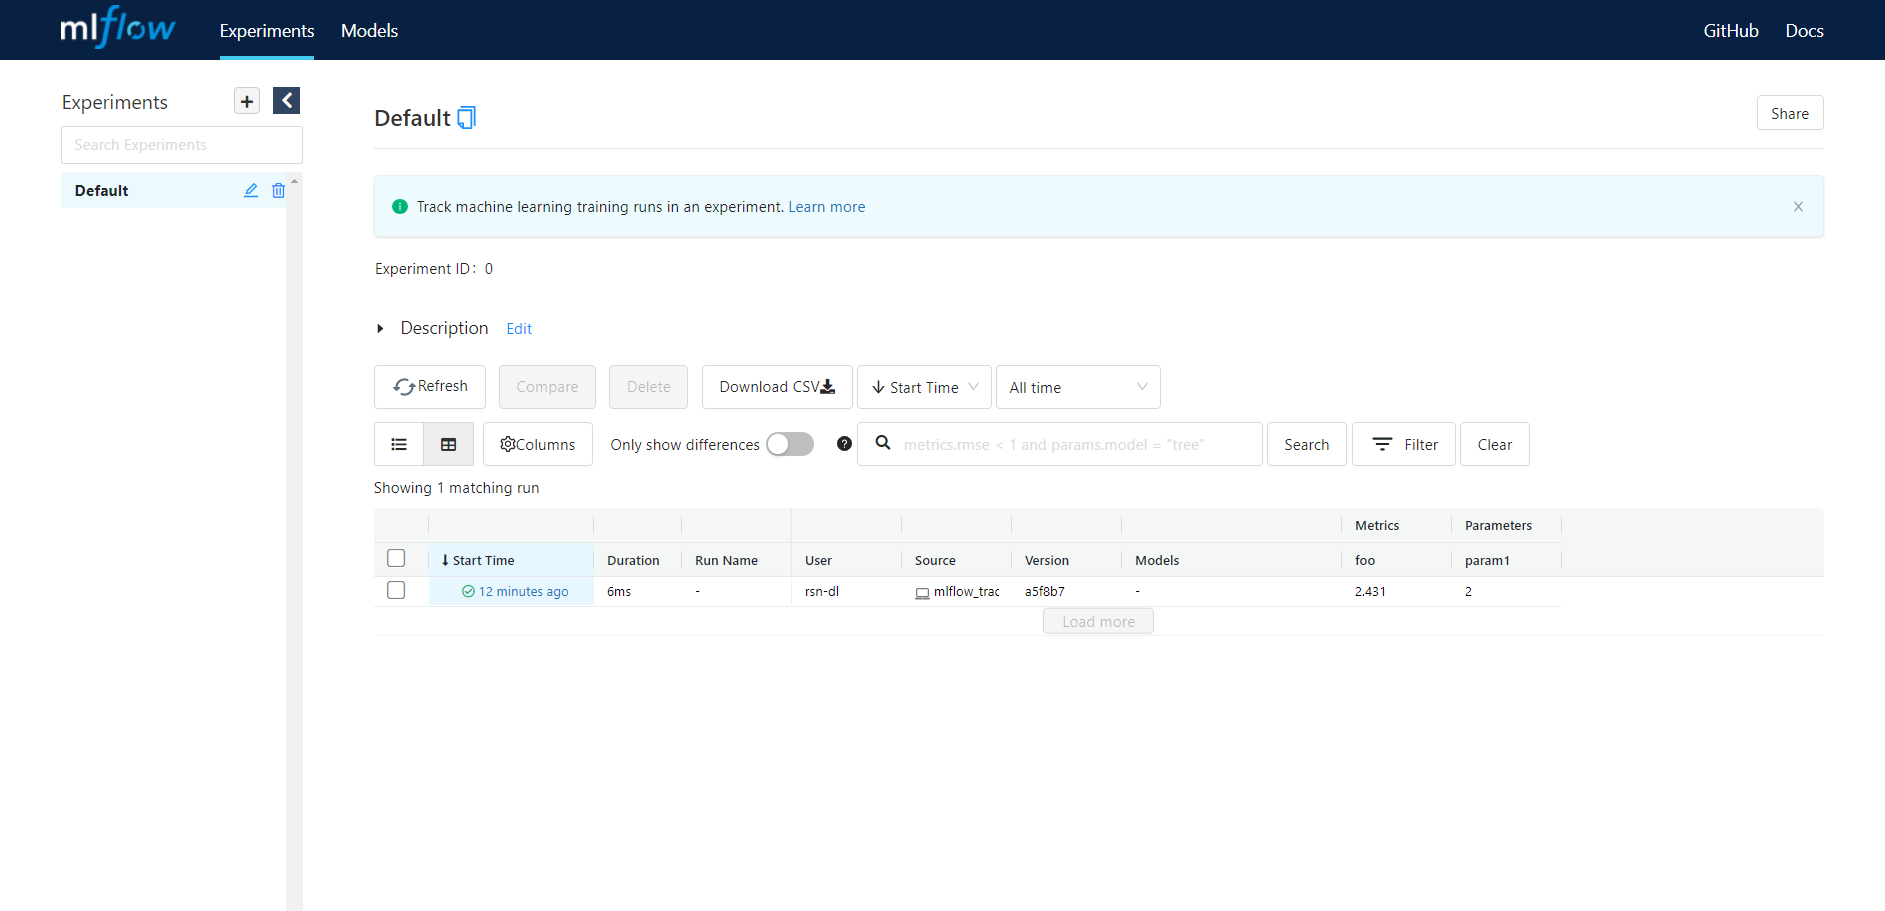 mlflow Experiments Models GitHub Docs
Experiments
Search Experiments
Default
Default
Share
Track machine learning training runs in an experiment. Learn more
Experiment ID: 0
Description Edit
Refresh Compare Delete Download CSV Start Time All time
Columns Only show differences metrics.rmse < 1 and params.model = "tree" Search Filter Clear
Showing 1 matching run
Metrics Parameters
Start Time Duration Run Name User Source Version Models foo param1
12 minutes ago 6ms - rsn-dl mlflow_trac a5f8b7 - 2.431 2
Load more